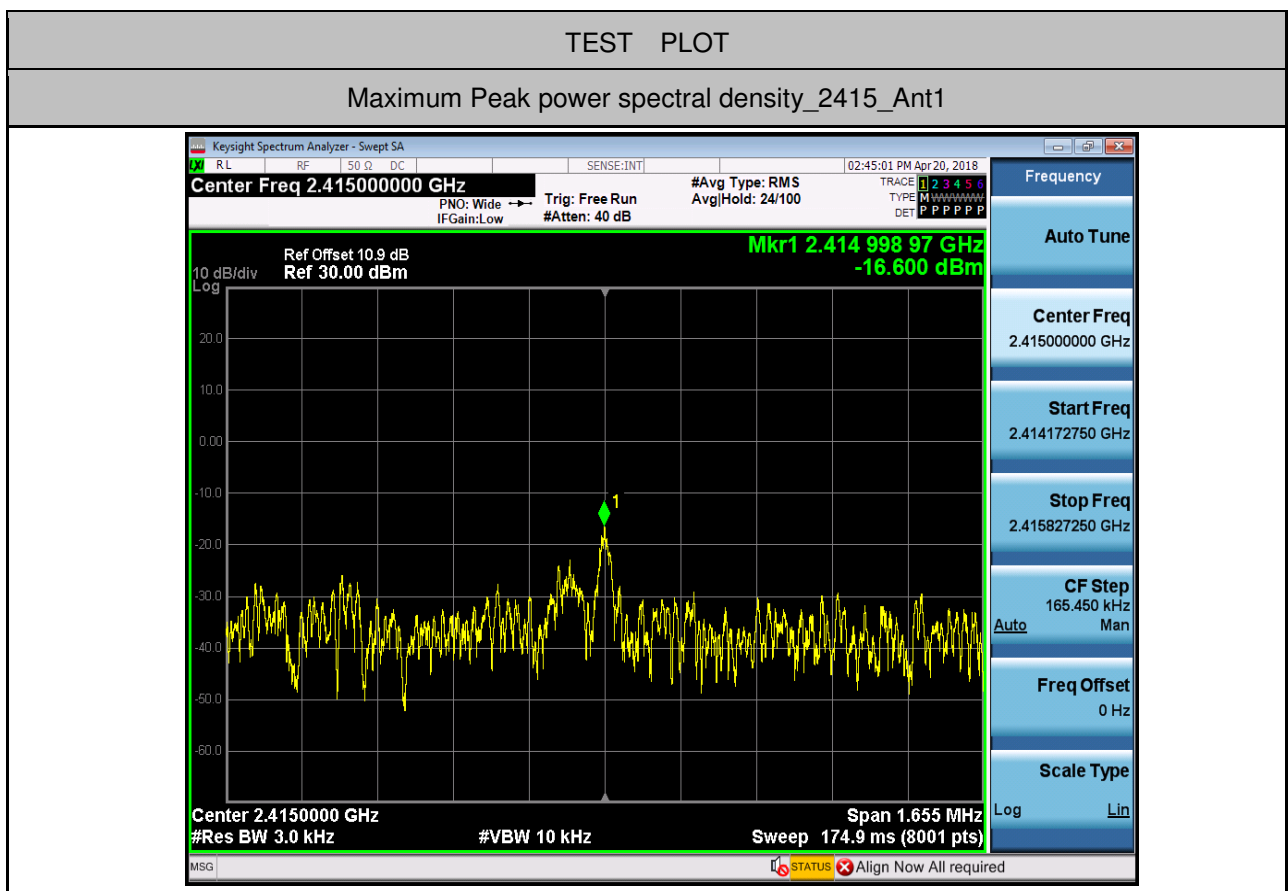 TEST PLOT
Maximum Peak power spectral density_2415_Ant1
Keysight Spectrum Analyzer - Swept SA
LXI RL RF 50 Ω DC SENSE:INT 02:45:01 PM Apr 20, 2018
Center Freq 2.415000000 GHz
PNO: Wide
IFGain:Low
Trig: Free Run
#Atten: 40 dB
#Avg Type: RMS
Avg|Hold: 24/100
TRACE 1 2 3 4 5 6
TYPE M W W W W W
DET P P P P P P
Mkr1 2.414 998 97 GHz
-16.600 dBm
Ref Offset 10.9 dB
10 dB/div Ref 30.00 dBm
Log
20.0
10.0
0.00
-10.0
-20.0
-30.0
-40.0
-50.0
-60.0
1
Center 2.4150000 GHz Span 1.655 MHz
#Res BW 3.0 kHz #VBW 10 kHz Sweep 174.9 ms (8001 pts)
MSG STATUS Align Now All required
Frequency
Auto Tune
Center Freq
2.415000000 GHz
Start Freq
2.414172750 GHz
Stop Freq
2.415827250 GHz
CF Step
165.450 kHz
Auto Man
Freq Offset
0 Hz
Scale Type
Log Lin